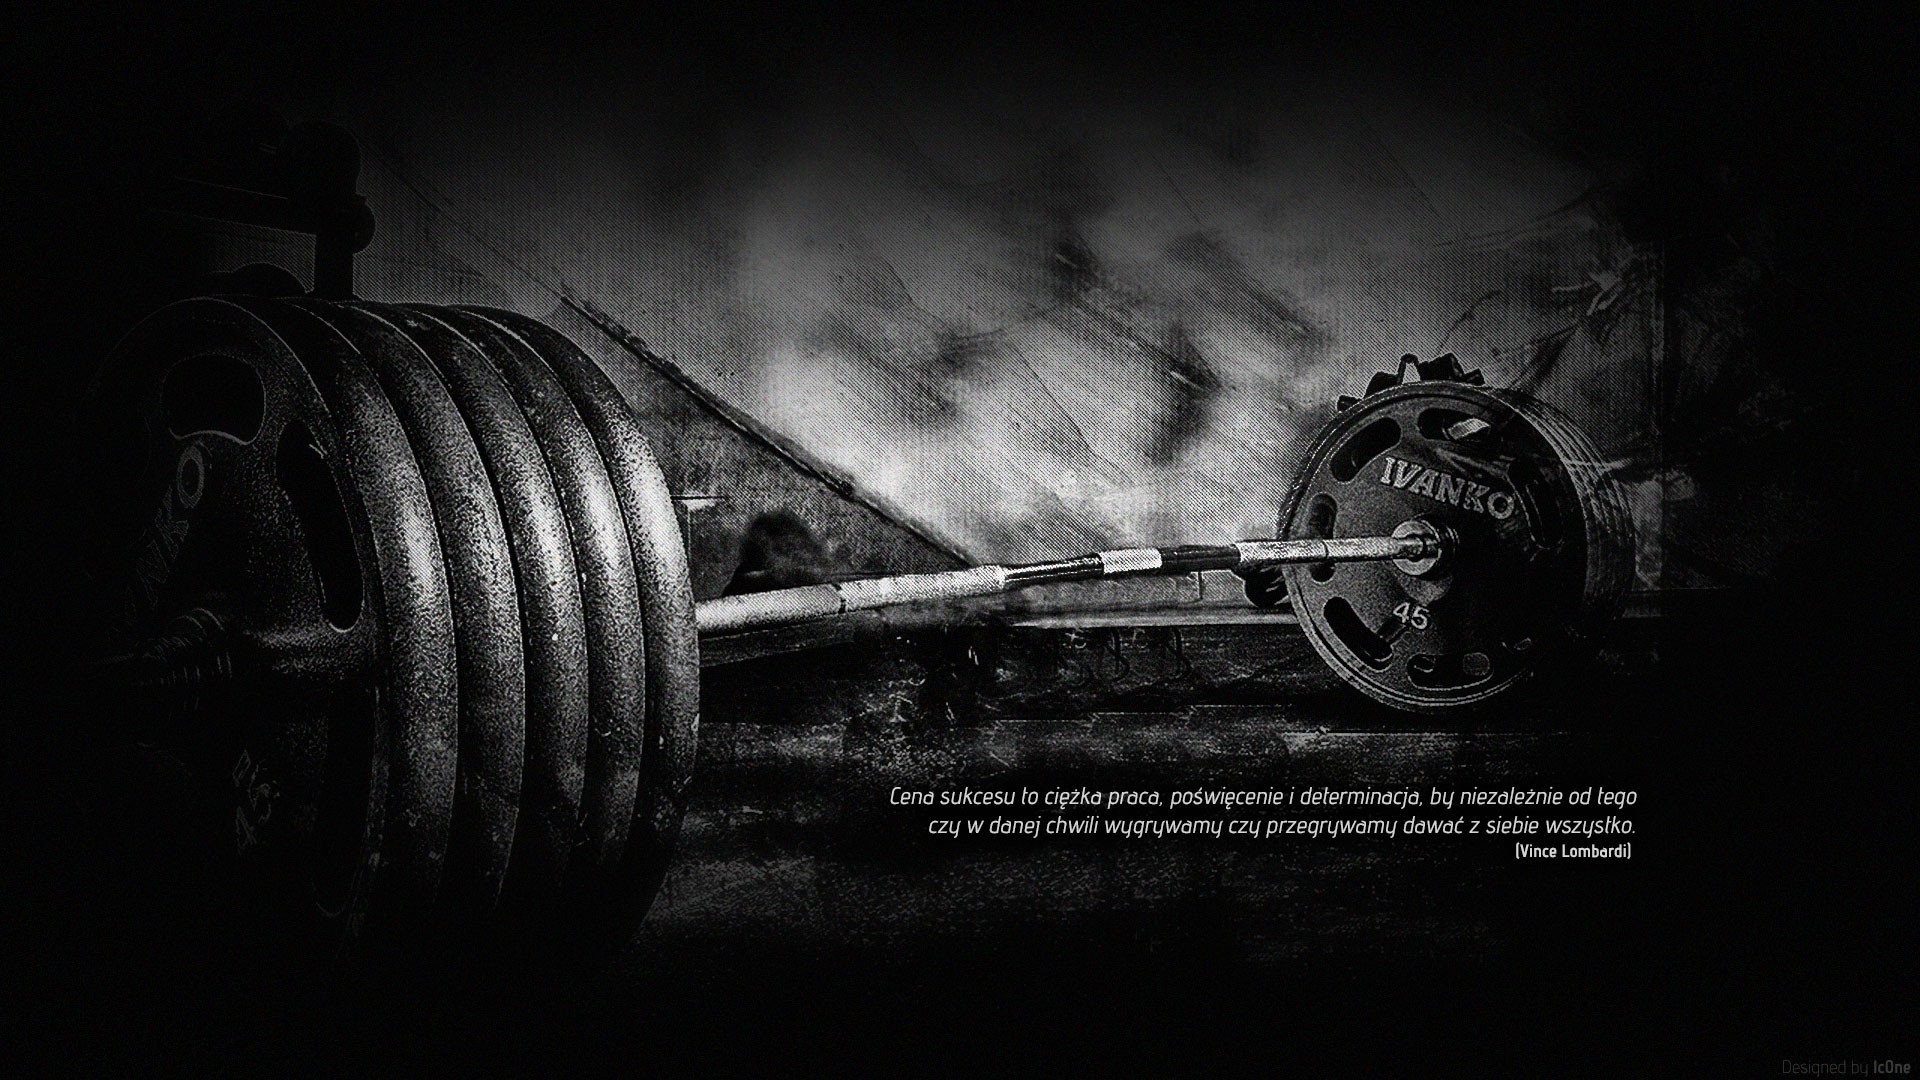 IVANKO
45
Cena sukcesu to ciężka praca, poświęcenie i determinacja, by niezależnie od tego
czy w danej chwili wygrywamy czy przegrywamy dawać z siebie wszystko.
(Vince Lombardi)
Designed by Ic0ne